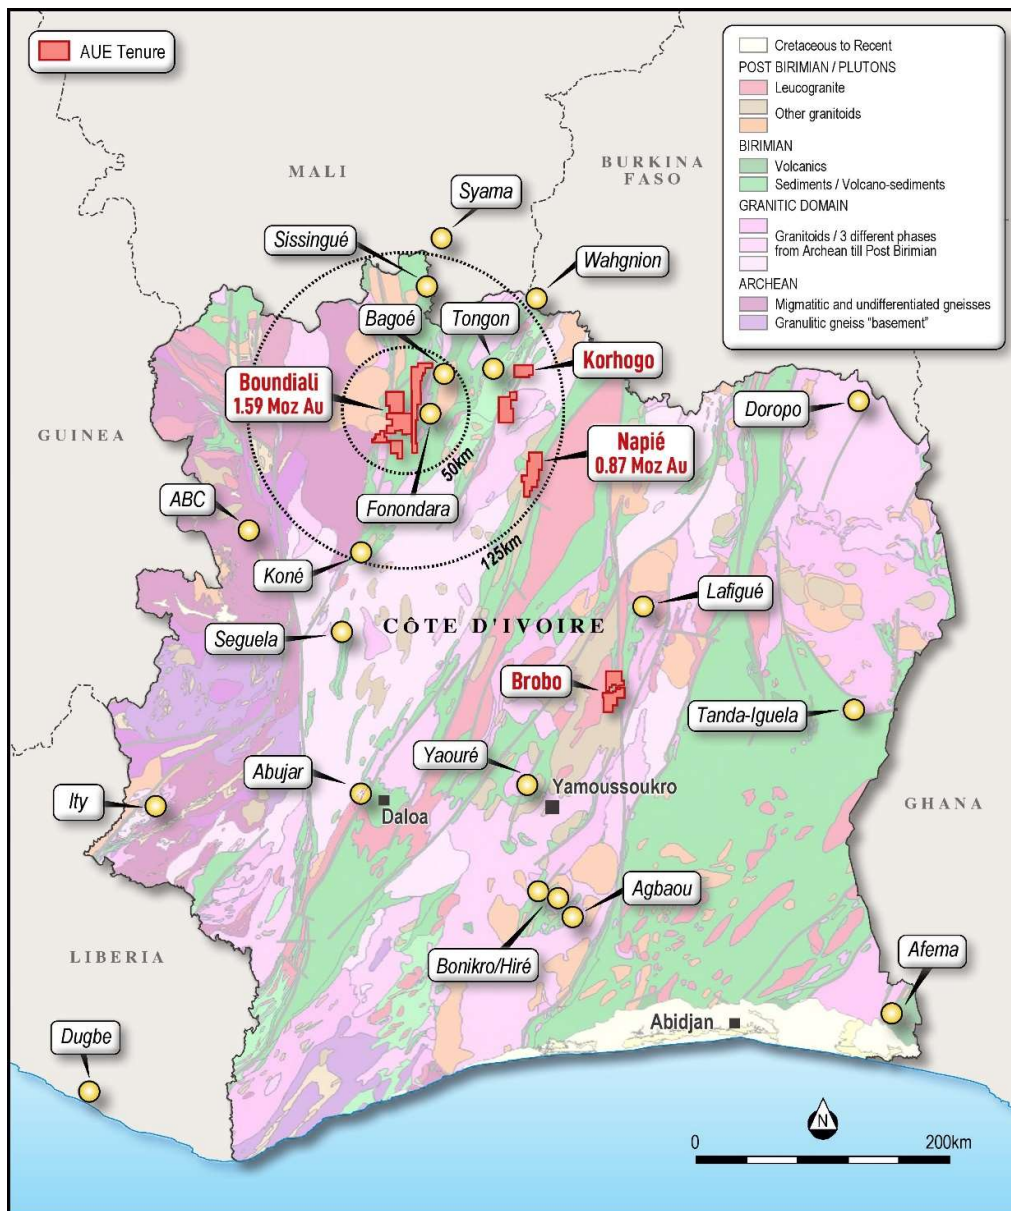 AUE Tenure
Cretaceous to Recent
POST BIRIMIAN / PLUTONS
Leucogranite
Other granitoids
BIRIMIAN
Volcanics
Sediments / Volcano-sediments
GRANITIC DOMAIN
Granitoids / 3 different phases
from Archean till Post Birimian
ARCHEAN
Migmatitic and undifferentiated gneisses
Granulitic gneiss "basement"
MALI
BURKINA
FASO
Syama
Sissingué
Wahgnion
Bagoé
Tongon
Korhogo
Boundiali
1.59 Moz Au
Doropo
GUINEA
Napié
0.87 Moz Au
50km
Fonondara
ABC
125km
Koné
Lafigué
Seguela
CÔTE D'IVOIRE
Brobo
Tanda-Iguela
Yaouré
Abujar
Yamoussoukro
Ity
Daloa
GHANA
Agbaou
LIBERIA
Bonikro/Hiré
Afema
Abidjan
Dugbe
N
0
200km